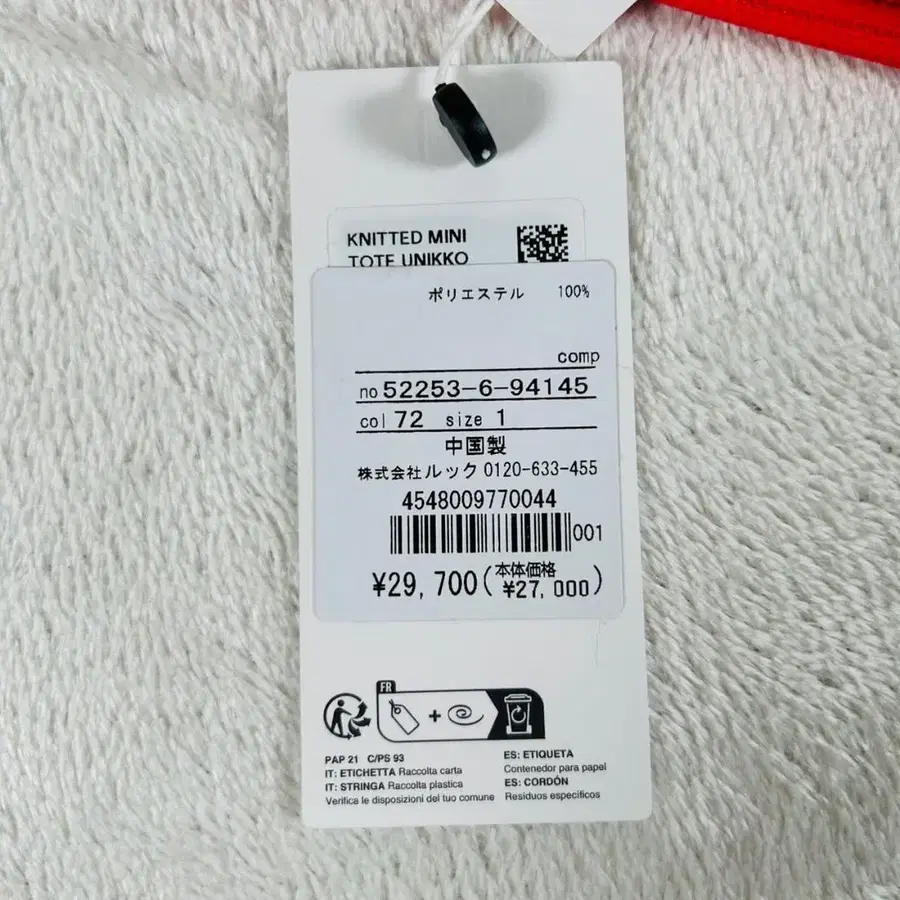 KNITTED MINI
TOTE UNIKKO
ポリエステル 100%
comp
no 52253-6-94145
col 72 size 1
中国製
株式会社ルック 0120-633-455
4548009770044
001
¥29,700(本体価格 ¥27,000)
FR
PAP 21 C/PS 93
IT: ETICHETTA Raccolta carta
IT: STRINGA Raccolta plastica
Verifica le disposizioni del tuo comune
ES: ETIQUETA
Contenedor para papel
ES: CORDÓN
Residuos específicos